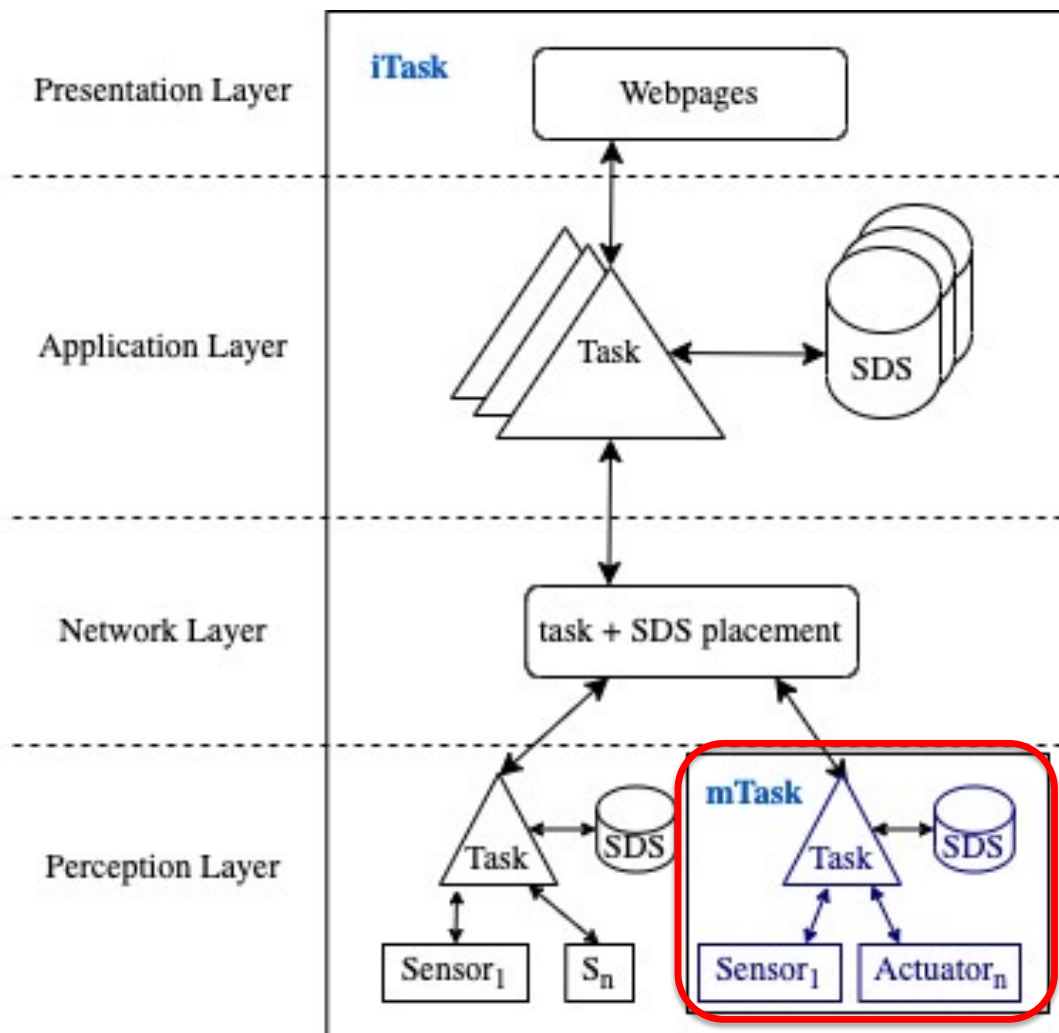 iTask
Presentation Layer
Webpages
Application Layer
Task
SDS
Network Layer
task + SDS placement
mTask
Perception Layer
Task
SDS
Task
SDS
Sensor₁
Sₙ
Sensor₁
Actuatorₙ